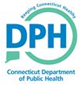 Keeping Connecticut Healthy
DPH
Connecticut Department
of Public Health